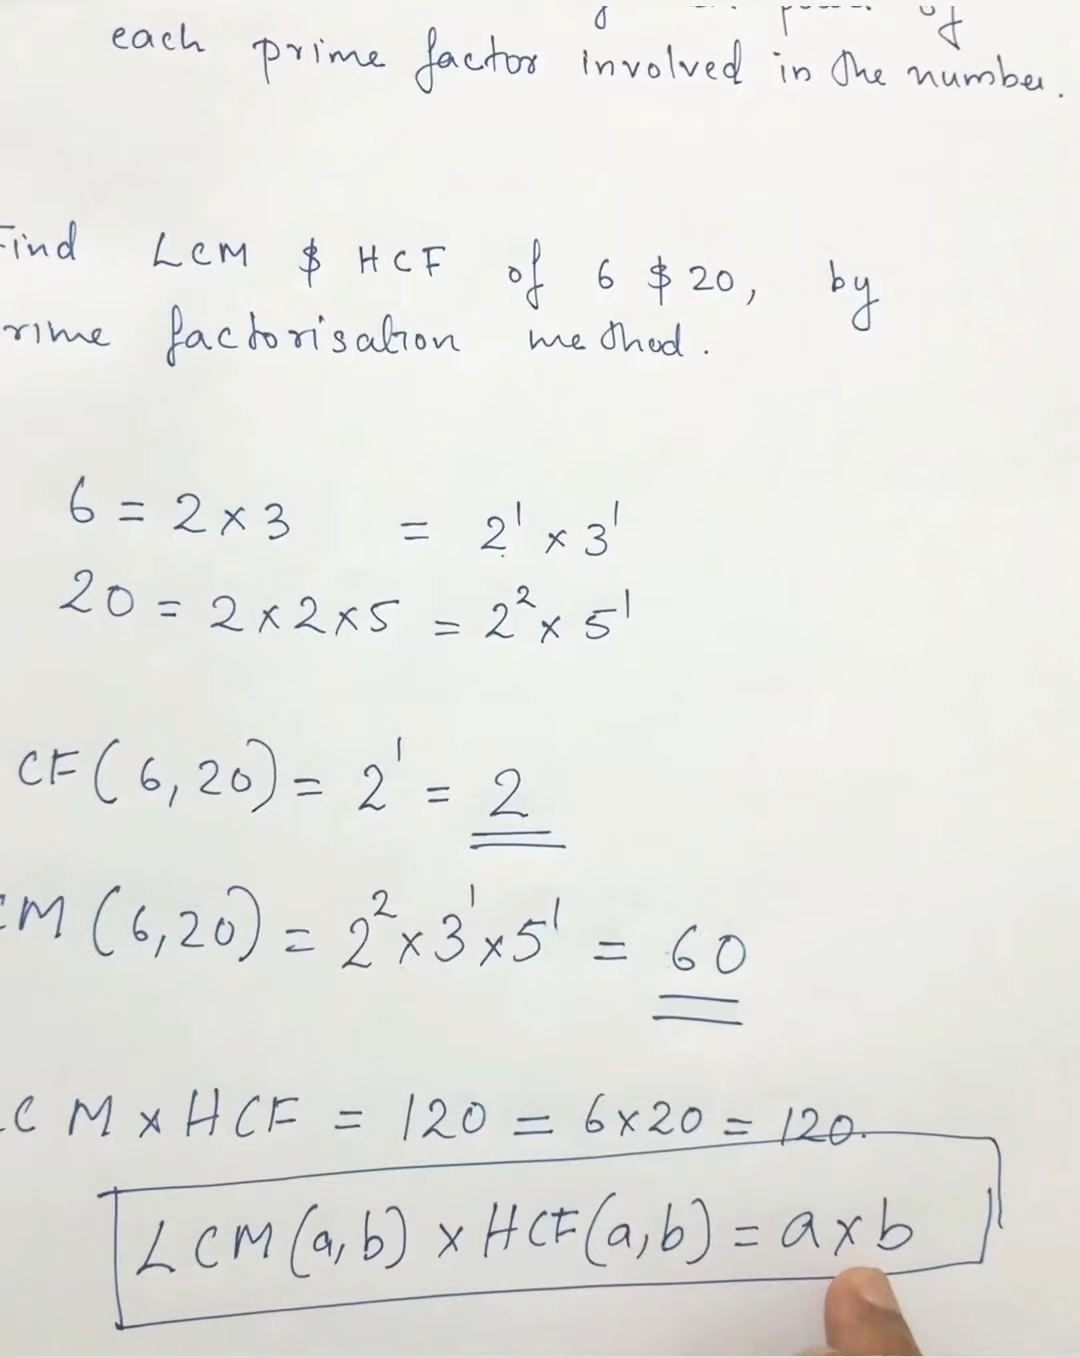 each prime factor involved in the number.
Find LCM $ HCF of 6 $ 20, by
rime factorisation method.
6 = 2 × 3 = 2¹ × 3¹
20 = 2 × 2 × 5 = 2² × 5¹
CF (6, 20) = 2¹ = 2
CM (6, 20) = 2² × 3¹ × 5¹ = 60
LCM × HCF = 120 = 6 × 20 = 120.
LCM (a, b) × HCF (a, b) = a × b